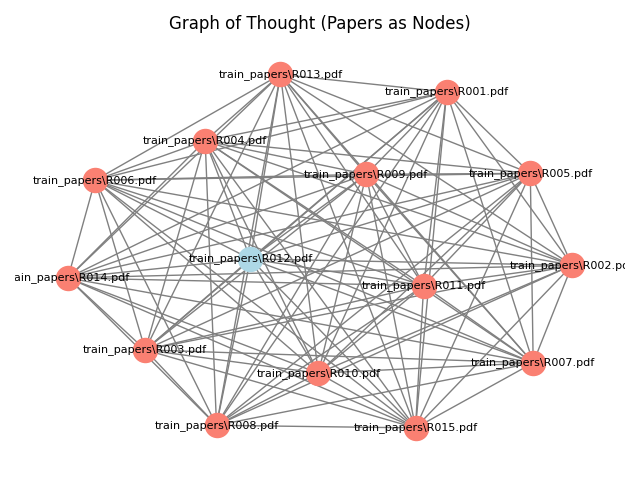 Graph of Thought (Papers as Nodes)
train_papers\R013.pdf
train_papers\R001.pdf
train_papers\R004.pdf
train_papers\R009.pdf
train_papers\R005.pdf
train_papers\R006.pdf
train_papers\R012.pdf
train_papers\R002.pd
ain_papers\R014.pdf
train_papers\R011.pdf
train_papers\R003.pdf
train_papers\R007.pdf
train_papers\R010.pdf
train_papers\R008.pdf
train_papers\R015.pdf